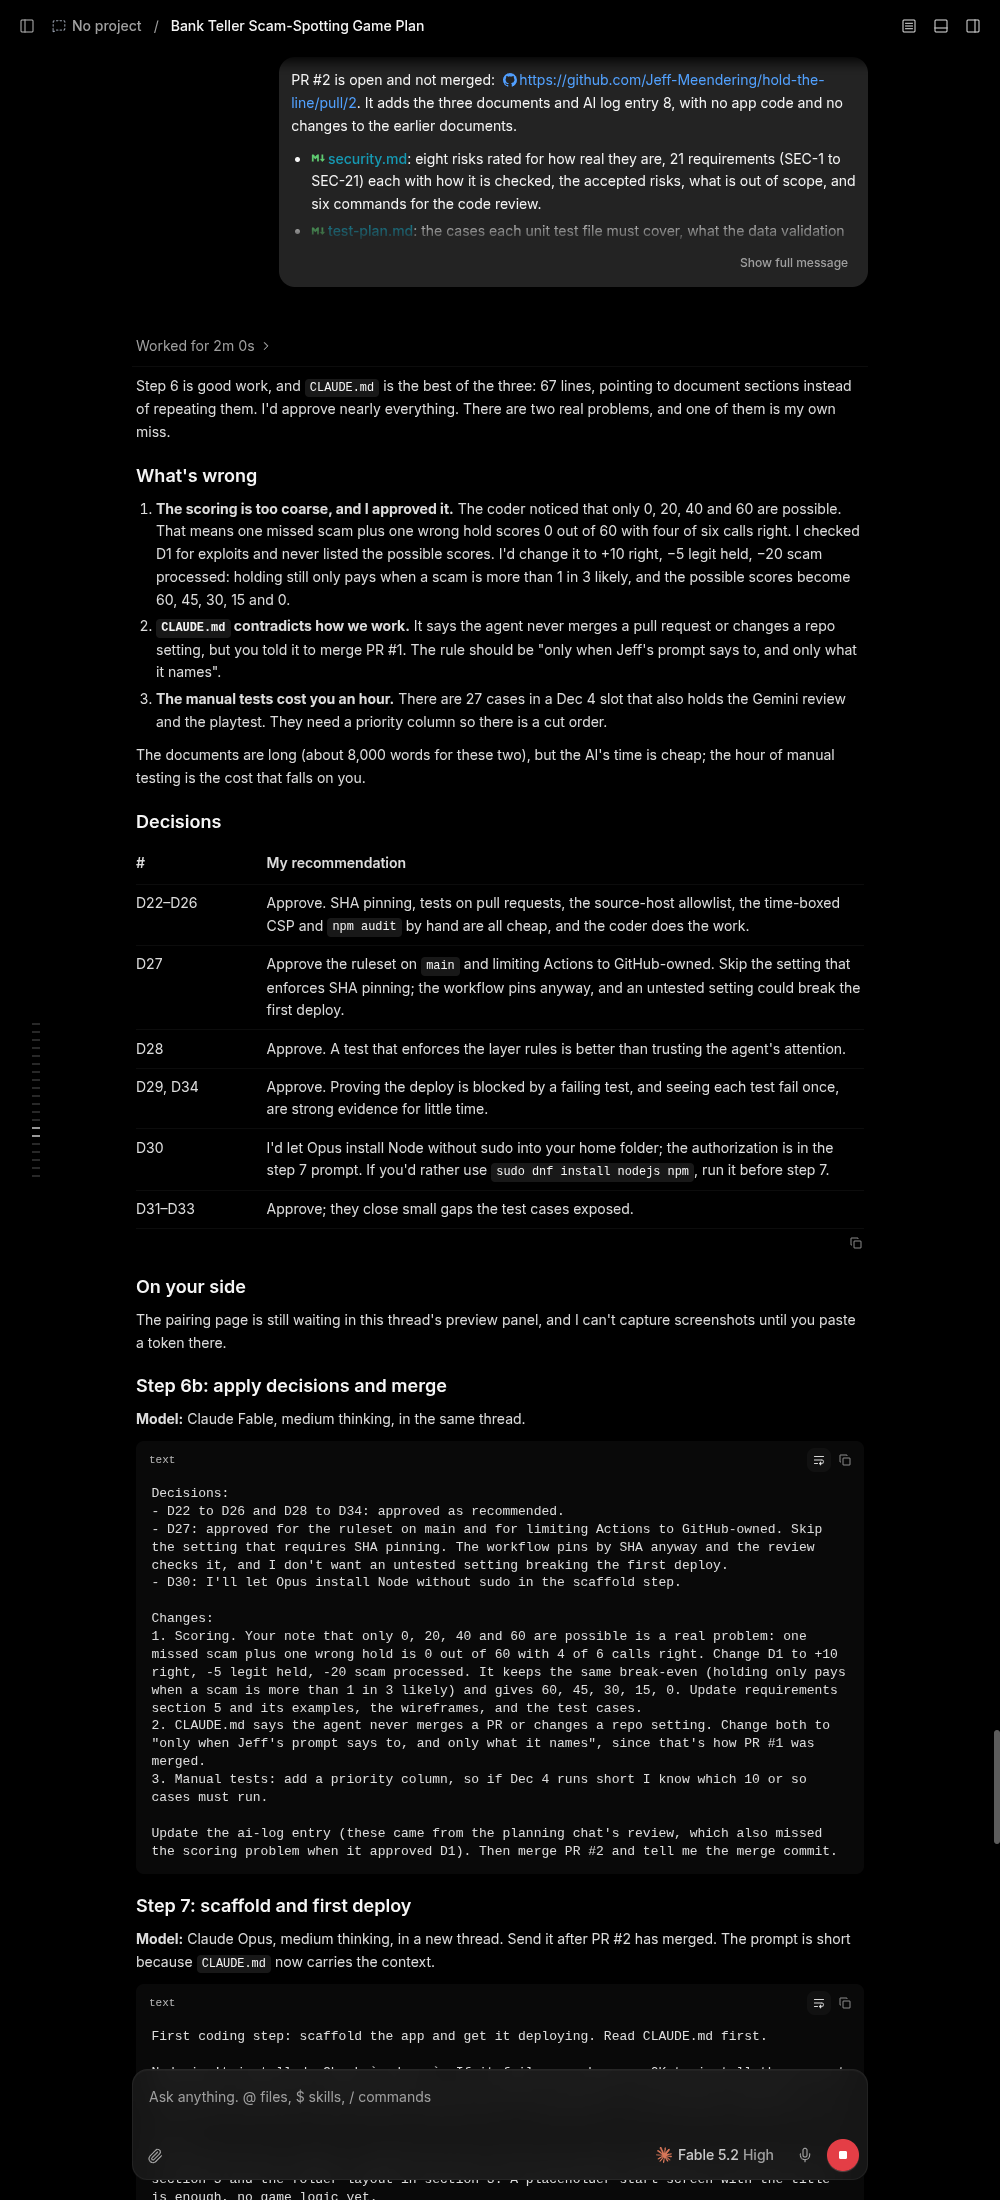 No project / Bank Teller Scam-Spotting Game Plan
PR #2 is open and not merged: https://github.com/Jeff-Meendering/hold-the-
line/pull/2. It adds the three documents and AI log entry 8, with no app code and no
changes to the earlier documents.
• M↓ security.md: eight risks rated for how real they are, 21 requirements (SEC-1 to
SEC-21) each with how it is checked, the accepted risks, what is out of scope, and
six commands for the code review.
• M↓ test-plan.md: the cases each unit test file must cover, what the data validation
Show full message
Worked for 2m 0s >
Step 6 is good work, and CLAUDE.md is the best of the three: 67 lines, pointing to document sections instead
of repeating them. I'd approve nearly everything. There are two real problems, and one of them is my own
miss.
What's wrong
1. The scoring is too coarse, and I approved it. The coder noticed that only 0, 20, 40 and 60 are possible.
That means one missed scam plus one wrong hold scores 0 out of 60 with four of six calls right. I checked
D1 for exploits and never listed the possible scores. I'd change it to +10 right, −5 legit held, −20 scam
processed: holding still only pays when a scam is more than 1 in 3 likely, and the possible scores become
60, 45, 30, 15 and 0.
2. CLAUDE.md contradicts how we work. It says the agent never merges a pull request or changes a repo
setting, but you told it to merge PR #1. The rule should be "only when Jeff's prompt says to, and only what
it names".
3. The manual tests cost you an hour. There are 27 cases in a Dec 4 slot that also holds the Gemini review
and the playtest. They need a priority column so there is a cut order.
The documents are long (about 8,000 words for these two), but the AI's time is cheap; the hour of manual
testing is the cost that falls on you.
Decisions
# My recommendation
D22–D26 Approve. SHA pinning, tests on pull requests, the source-host allowlist, the time-boxed
CSP and npm audit by hand are all cheap, and the coder does the work.
D27 Approve the ruleset on main and limiting Actions to GitHub-owned. Skip the setting that
enforces SHA pinning; the workflow pins anyway, and an untested setting could break the
first deploy.
D28 Approve. A test that enforces the layer rules is better than trusting the agent's attention.
D29, D34 Approve. Proving the deploy is blocked by a failing test, and seeing each test fail once,
are strong evidence for little time.
D30 I'd let Opus install Node without sudo into your home folder; the authorization is in the
step 7 prompt. If you'd rather use sudo dnf install nodejs npm, run it before step 7.
D31–D33 Approve; they close small gaps the test cases exposed.
On your side
The pairing page is still waiting in this thread's preview panel, and I can't capture screenshots until you paste
a token there.
Step 6b: apply decisions and merge
Model: Claude Fable, medium thinking, in the same thread.
text
Decisions:
- D22 to D26 and D28 to D34: approved as recommended.
- D27: approved for the ruleset on main and for limiting Actions to GitHub-owned. Skip
the setting that requires SHA pinning. The workflow pins by SHA anyway and the review
checks it, and I don't want an untested setting breaking the first deploy.
- D30: I'll let Opus install Node without sudo in the scaffold step.
Changes:
1. Scoring. Your note that only 0, 20, 40 and 60 are possible is a real problem: one
missed scam plus one wrong hold is 0 out of 60 with 4 of 6 calls right. Change D1 to +10
right, -5 legit held, -20 scam processed. It keeps the same break-even (holding only pays
when a scam is more than 1 in 3 likely) and gives 60, 45, 30, 15, 0. Update requirements
section 5 and its examples, the wireframes, and the test cases.
2. CLAUDE.md says the agent never merges a PR or changes a repo setting. Change both to
"only when Jeff's prompt says to, and only what it names", since that's how PR #1 was
merged.
3. Manual tests: add a priority column, so if Dec 4 runs short I know which 10 or so
cases must run.
Update the ai-log entry (these came from the planning chat's review, which also missed
the scoring problem when it approved D1). Then merge PR #2 and tell me the merge commit.
Step 7: scaffold and first deploy
Model: Claude Opus, medium thinking, in a new thread. Send it after PR #2 has merged. The prompt is short
because CLAUDE.md now carries the context.
text
First coding step: scaffold the app and get it deploying. Read CLAUDE.md first.
Ask anything. @ files, $ skills, / commands
Fable 5.2 High
is enough, no game logic yet.